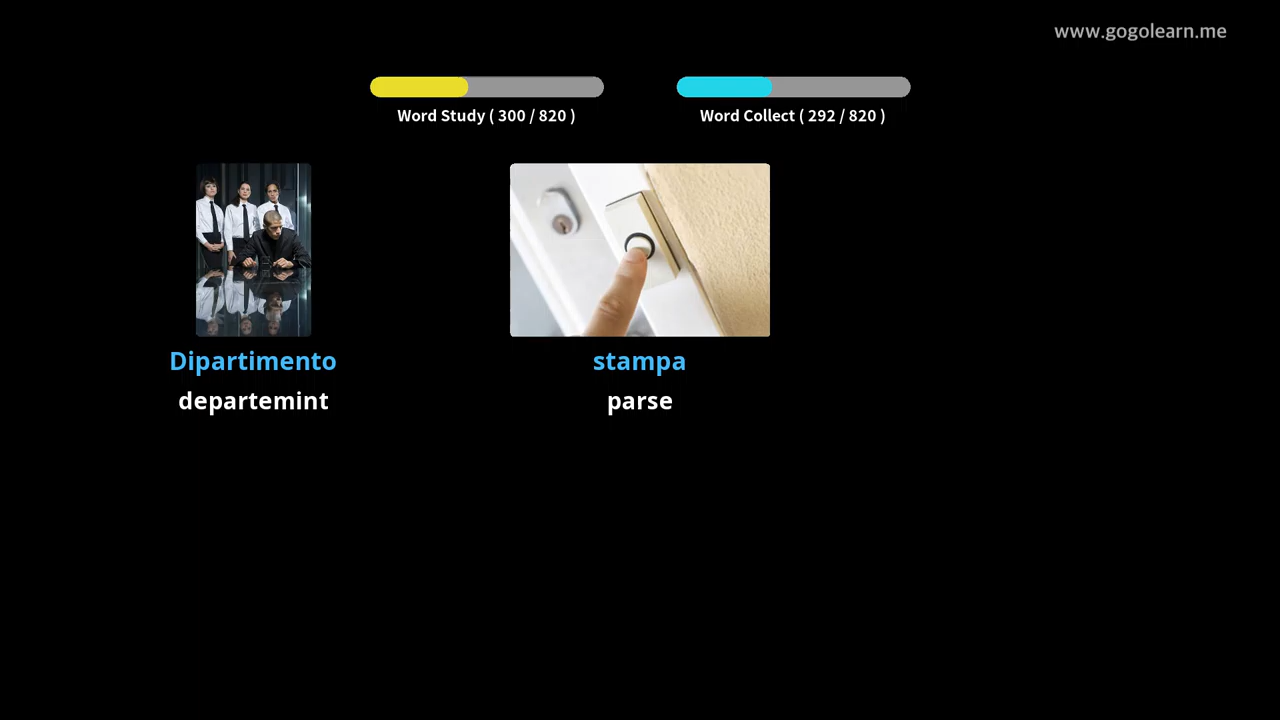 www.gogolearn.me
Word Study ( 300 / 820 )
Word Collect ( 292 / 820 )
Dipartimento
stampa
departemint
parse